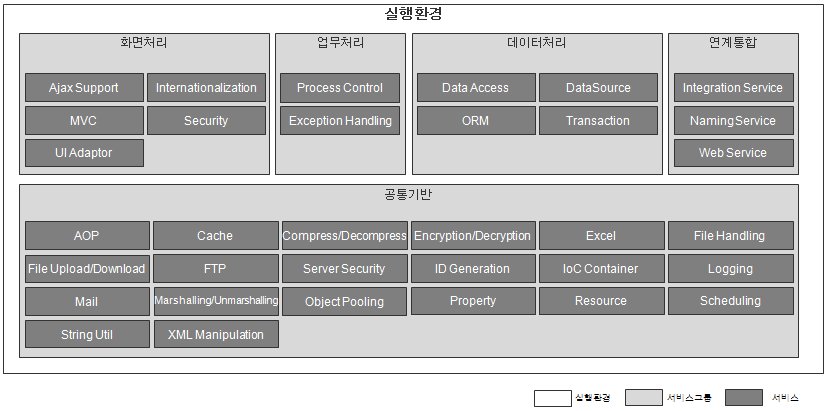 실행환경
화면처리
Ajax Support
Internationalization
MVC
Security
UI Adaptor
업무처리
Process Control
Exception Handling
데이터처리
Data Access
DataSource
ORM
Transaction
연계통합
Integration Service
Naming Service
Web Service
공통기반
AOP
Cache
Compress/Decompress
Encryption/Decryption
Excel
File Handling
File Upload/Download
FTP
Server Security
ID Generation
IoC Container
Logging
Mail
Marshalling/Unmarshalling
Object Pooling
Property
Resource
Scheduling
String Util
XML Manipulation
실행환경
서비스그룹
서비스